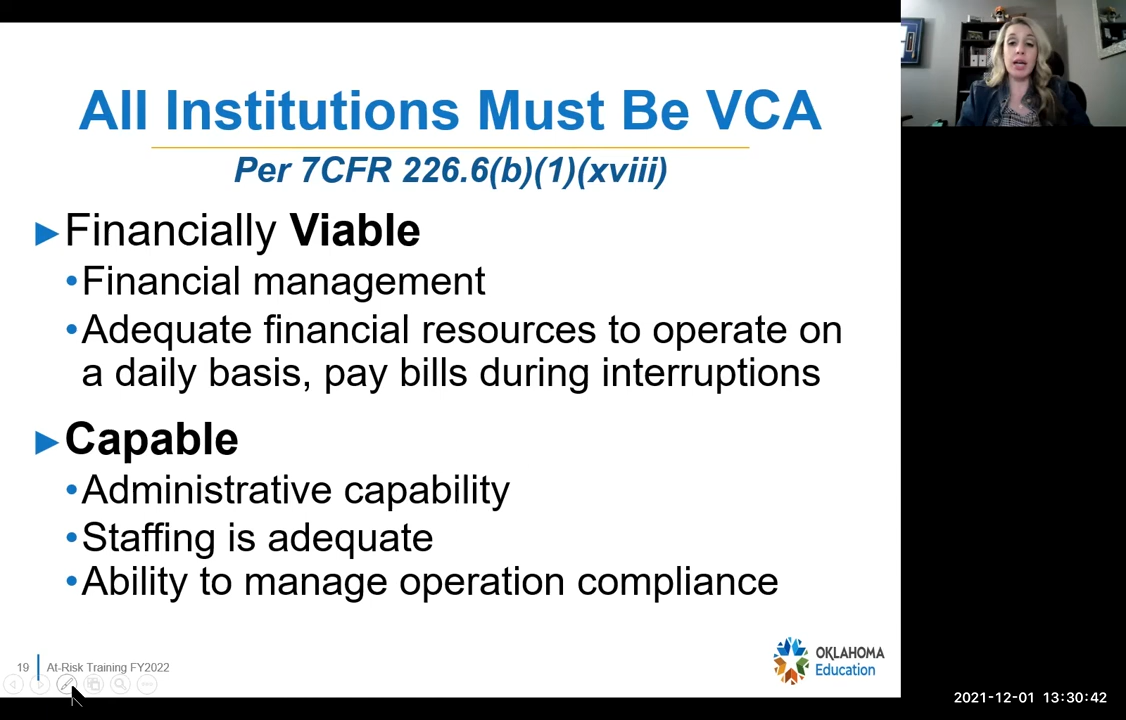 All Institutions Must Be VCA
Per 7CFR 226.6(b)(1)(xviii)
►Financially Viable
•Financial management
•Adequate financial resources to operate on
a daily basis, pay bills during interruptions
►Capable
•Administrative capability
•Staffing is adequate
•Ability to manage operation compliance
19 At-Risk Training FY2022
OKLAHOMA
Education
2021-12-01 13:30:42